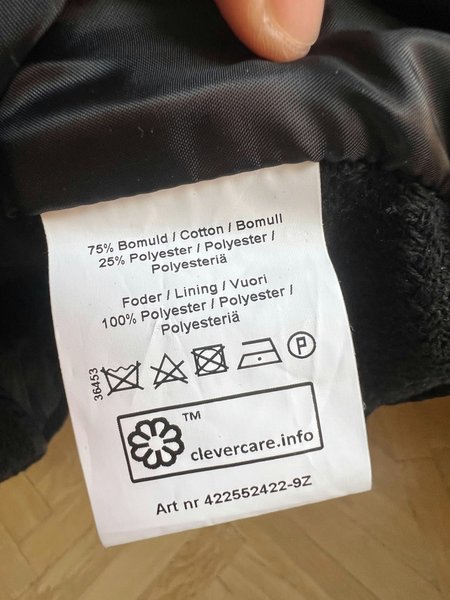 75% Bomuld / Cotton / Bomull
25% Polyester / Polyester /
Polyesteriä
Foder / Lining / Vuori
100% Polyester / Polyester /
Polyesteriä
36453
P
TM
clevercare.info
Art nr 422552422-9Z